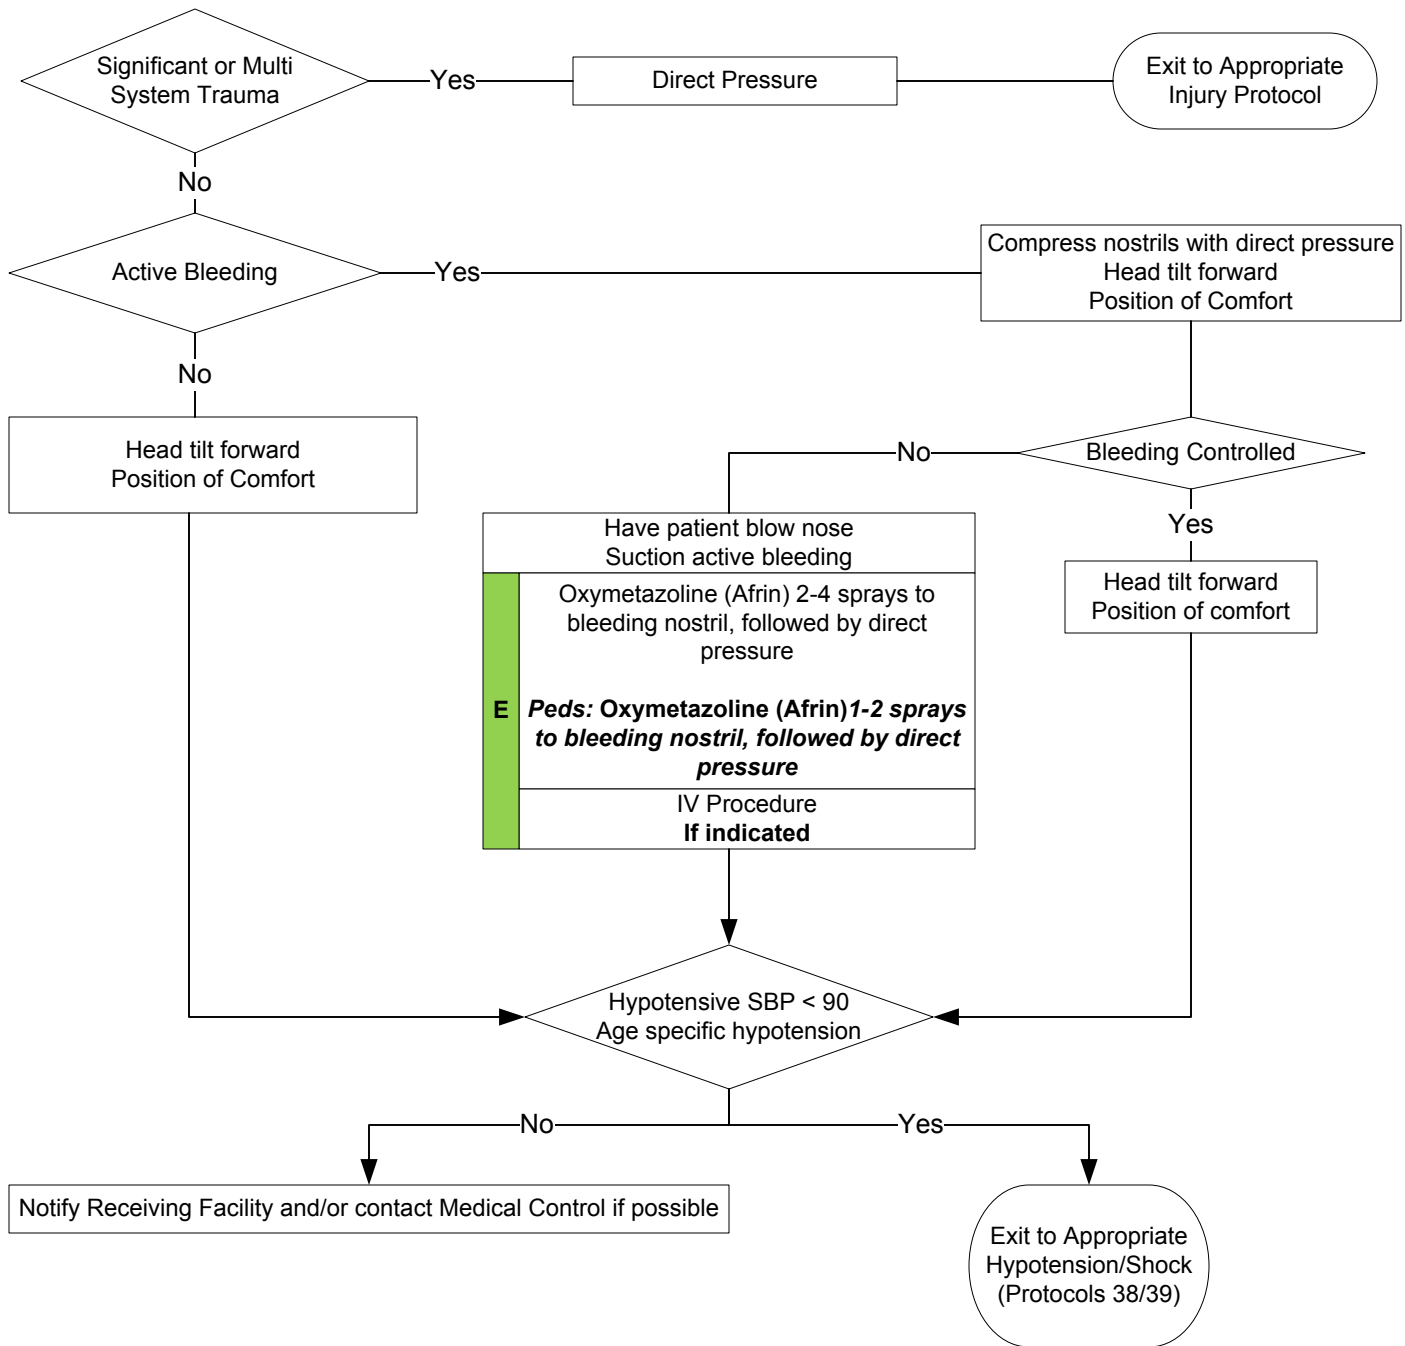 Significant or Multi
System Trauma
Yes
Direct Pressure
Exit to Appropriate
Injury Protocol
No
Active Bleeding
Yes
Compress nostrils with direct pressure
Head tilt forward
Position of Comfort
No
Head tilt forward
Position of Comfort
No
Bleeding Controlled
Yes
Have patient blow nose
Suction active bleeding
Head tilt forward
Position of comfort
E
Oxymetazoline (Afrin) 2-4 sprays to
bleeding nostril, followed by direct
pressure
Peds: Oxymetazoline (Afrin)1-2 sprays
to bleeding nostril, followed by direct
pressure
IV Procedure
If indicated
Hypotensive SBP < 90
Age specific hypotension
No
Yes
Notify Receiving Facility and/or contact Medical Control if possible
Exit to Appropriate
Hypotension/Shock
(Protocols 38/39)